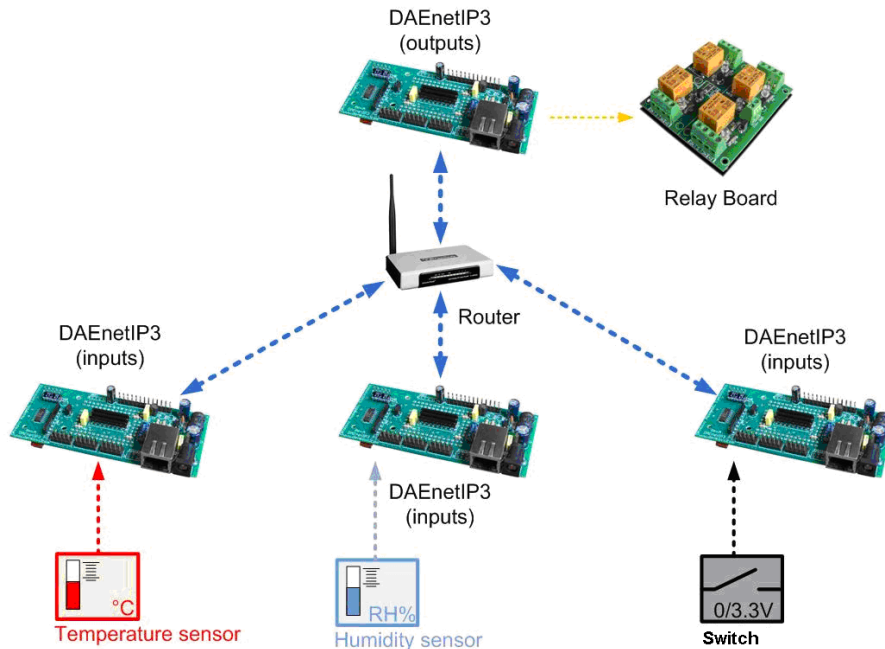 DAEnetIP3
(outputs)
Relay Board
Router
DAEnetIP3
(inputs)
DAEnetIP3
(inputs)
DAEnetIP3
(inputs)
°C
Temperature sensor
RH%
Humidity sensor
0/3.3V
Switch